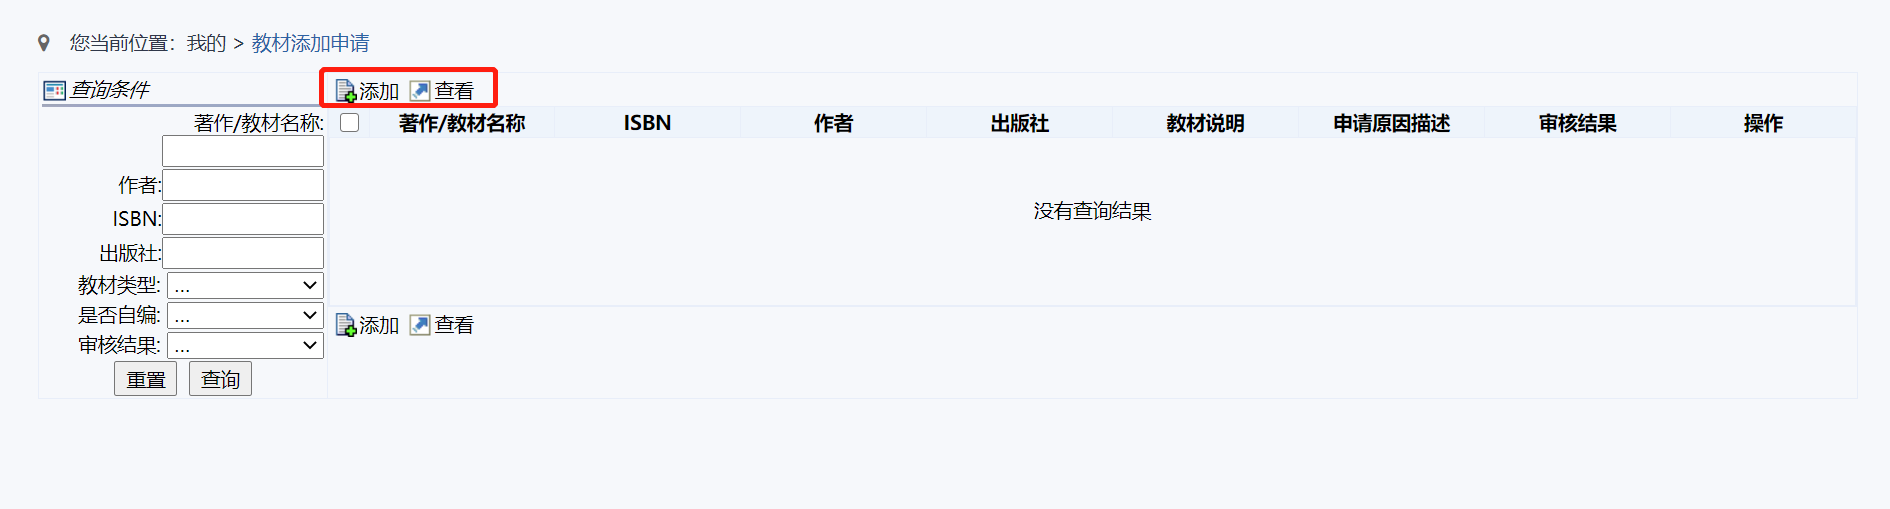 您当前位置：我的 > 教材添加申请
查询条件
著作/教材名称:
作者:
ISBN:
出版社:
教材类型: ...
是否自编: ...
审核结果: ...
重置 查询
添加 查看
著作/教材名称 ISBN 作者 出版社 教材说明 申请原因描述 审核结果 操作
没有查询结果
添加 查看